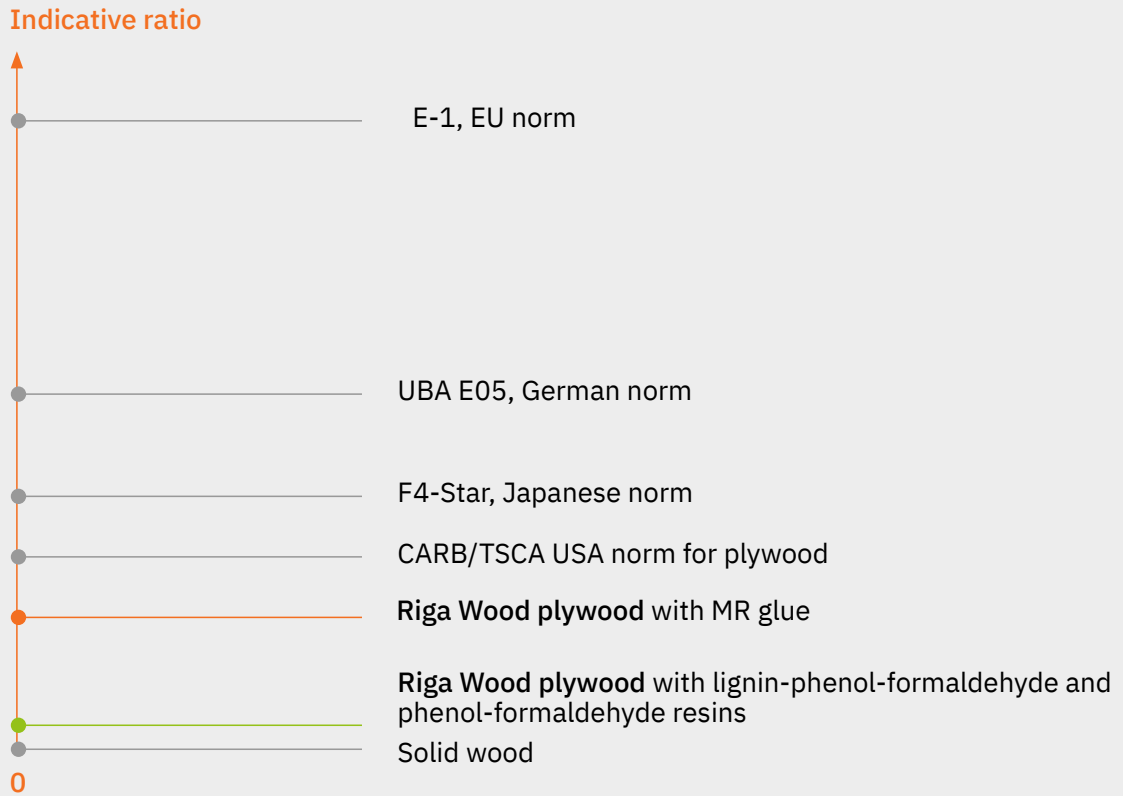 Indicative ratio
E-1, EU norm
UBA E05, German norm
F4-Star, Japanese norm
CARB/TSCA USA norm for plywood
Riga Wood plywood with MR glue
Riga Wood plywood with lignin-phenol-formaldehyde and
phenol-formaldehyde resins
Solid wood
0